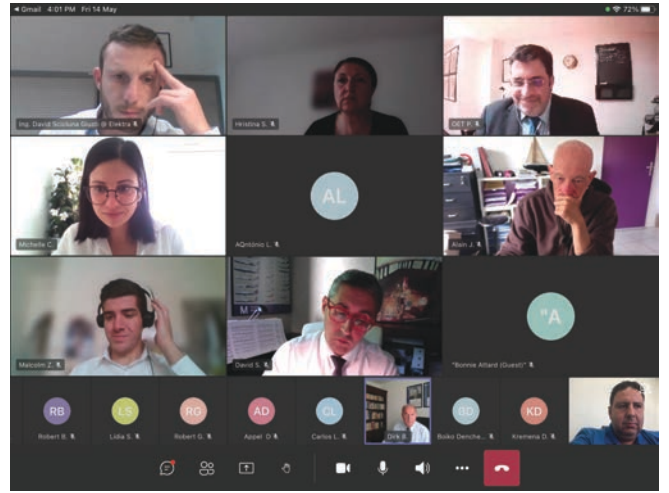 Gmail 4:01 PM Fri 14 May
72%
Ing. David Scicluna Giusti @ Elektra
Hristina S.
OET P.
Michelle C.
AL
AQntónio L.
Alain J.
Malcolm Z.
M
David S.
"A
"Bonnie Attard (Guest)"
RB
LS
RG
AD
CL
BD
KD
Robert B.
Lidia S.
Robert G.
Appel D
Carlos L.
Dirk B.
Boiko Denche...
Kremena D.